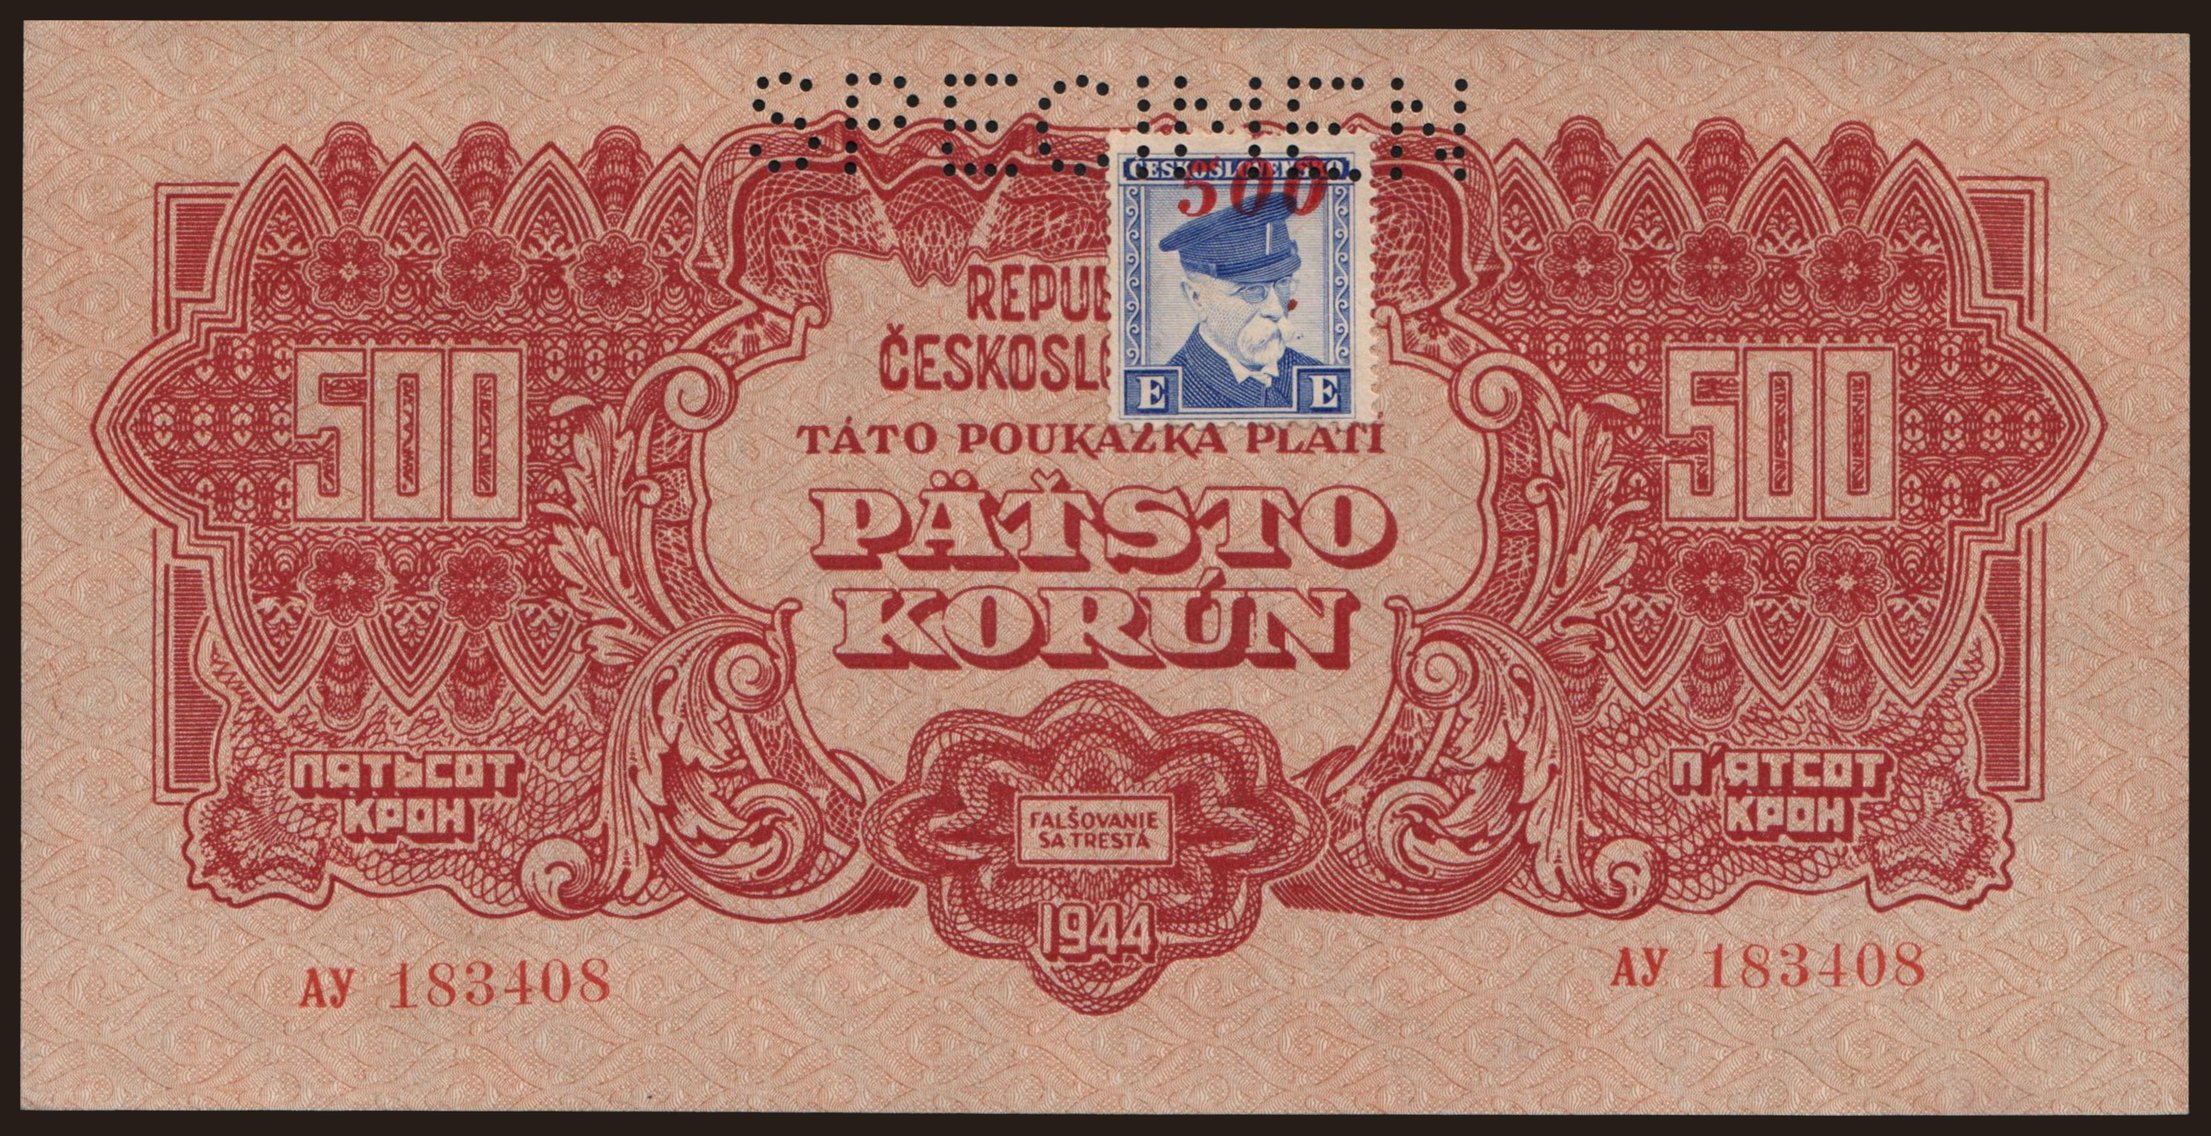 SPECIMEN
ČESKOSLOVENSKO
500
E E
REPUB
ČESKOSLO
TÁTO POUKÁZKA PLATÍ
500
PÄŤSTO
KORÚN
500
ПЯТЬСОТ
КРОН
П'ЯТСОТ
КРОН
FALŠOVANIE
SA TRESTÁ
1944
АУ 183408
АУ 183408